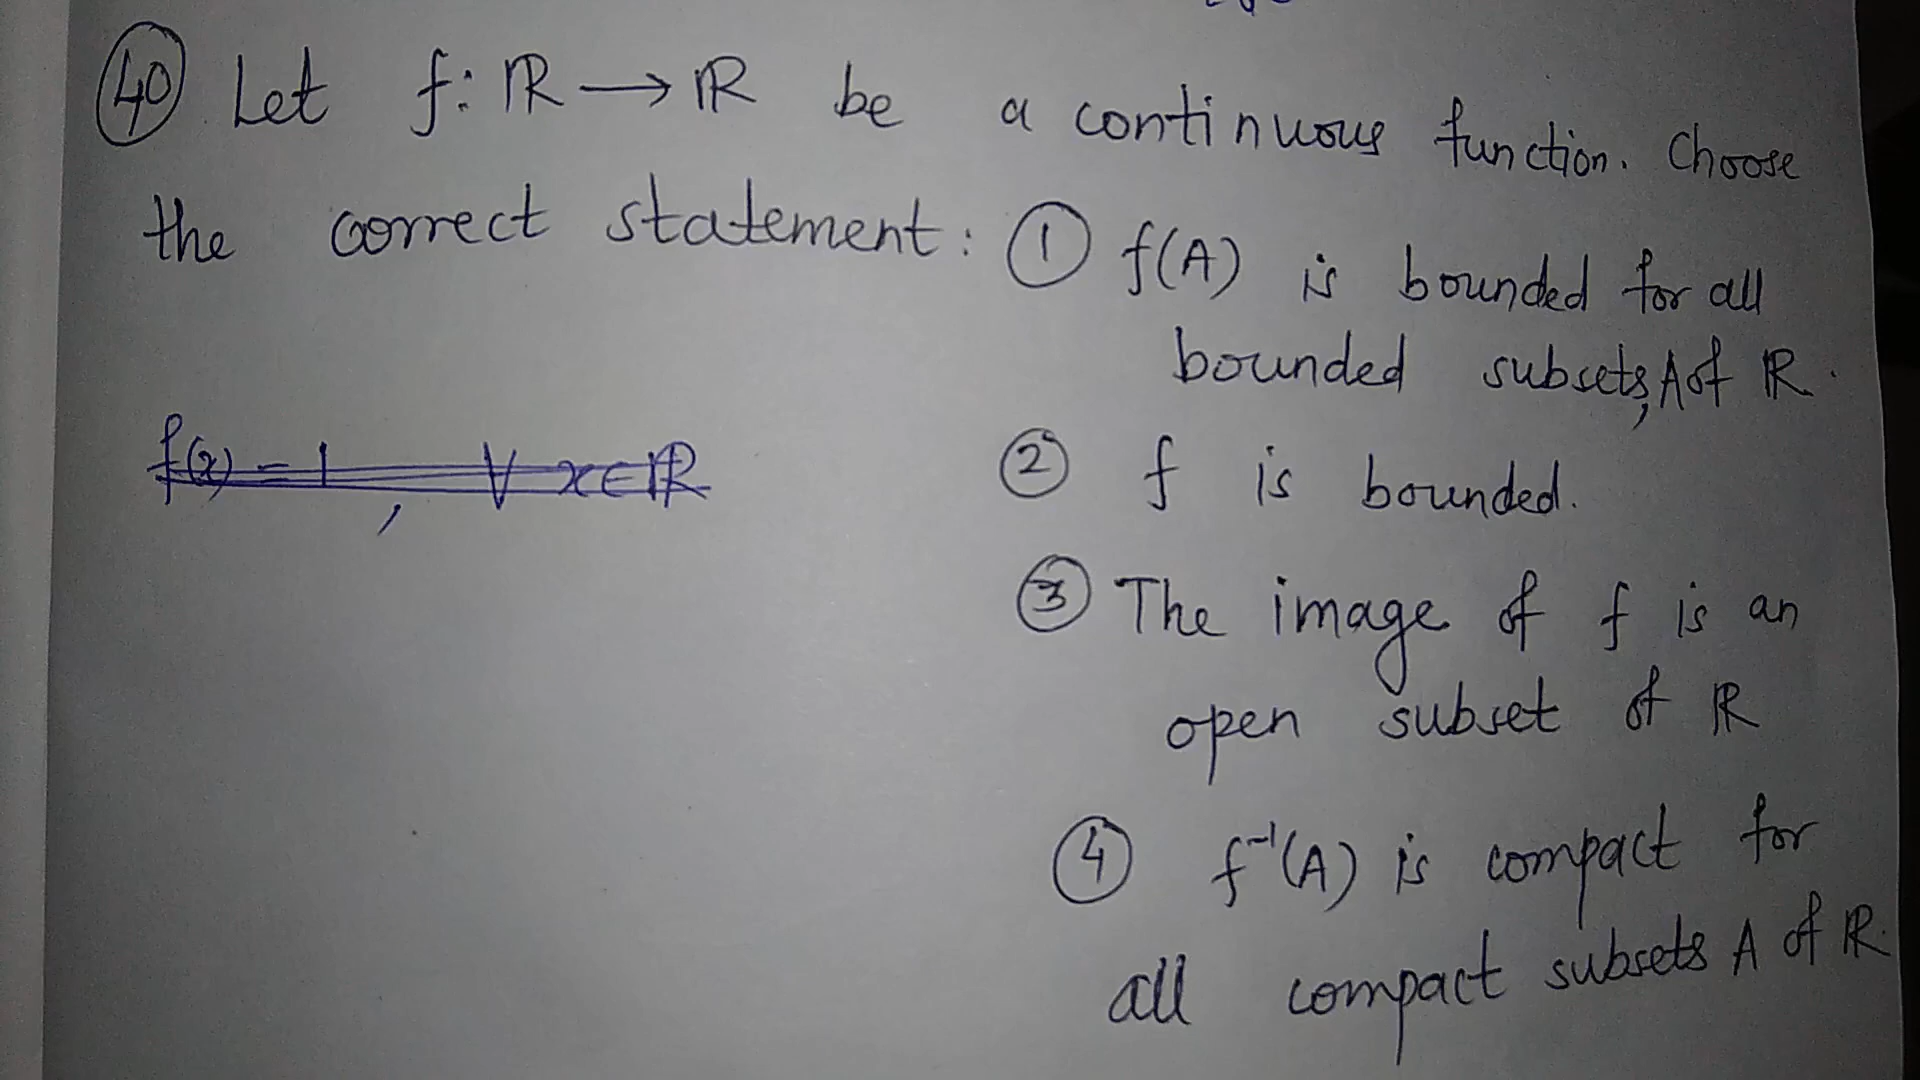 40 Let f: ℝ → ℝ be a continuous function. Choose
the correct statement: ① f(A) is bounded for all
bounded subsets, A of ℝ.
f(x) = 1, ∀ x ∈ ℝ
② f is bounded.
③ The image of f is an
open subset of ℝ
④ f⁻¹(A) is compact for
all compact subsets A of ℝ.